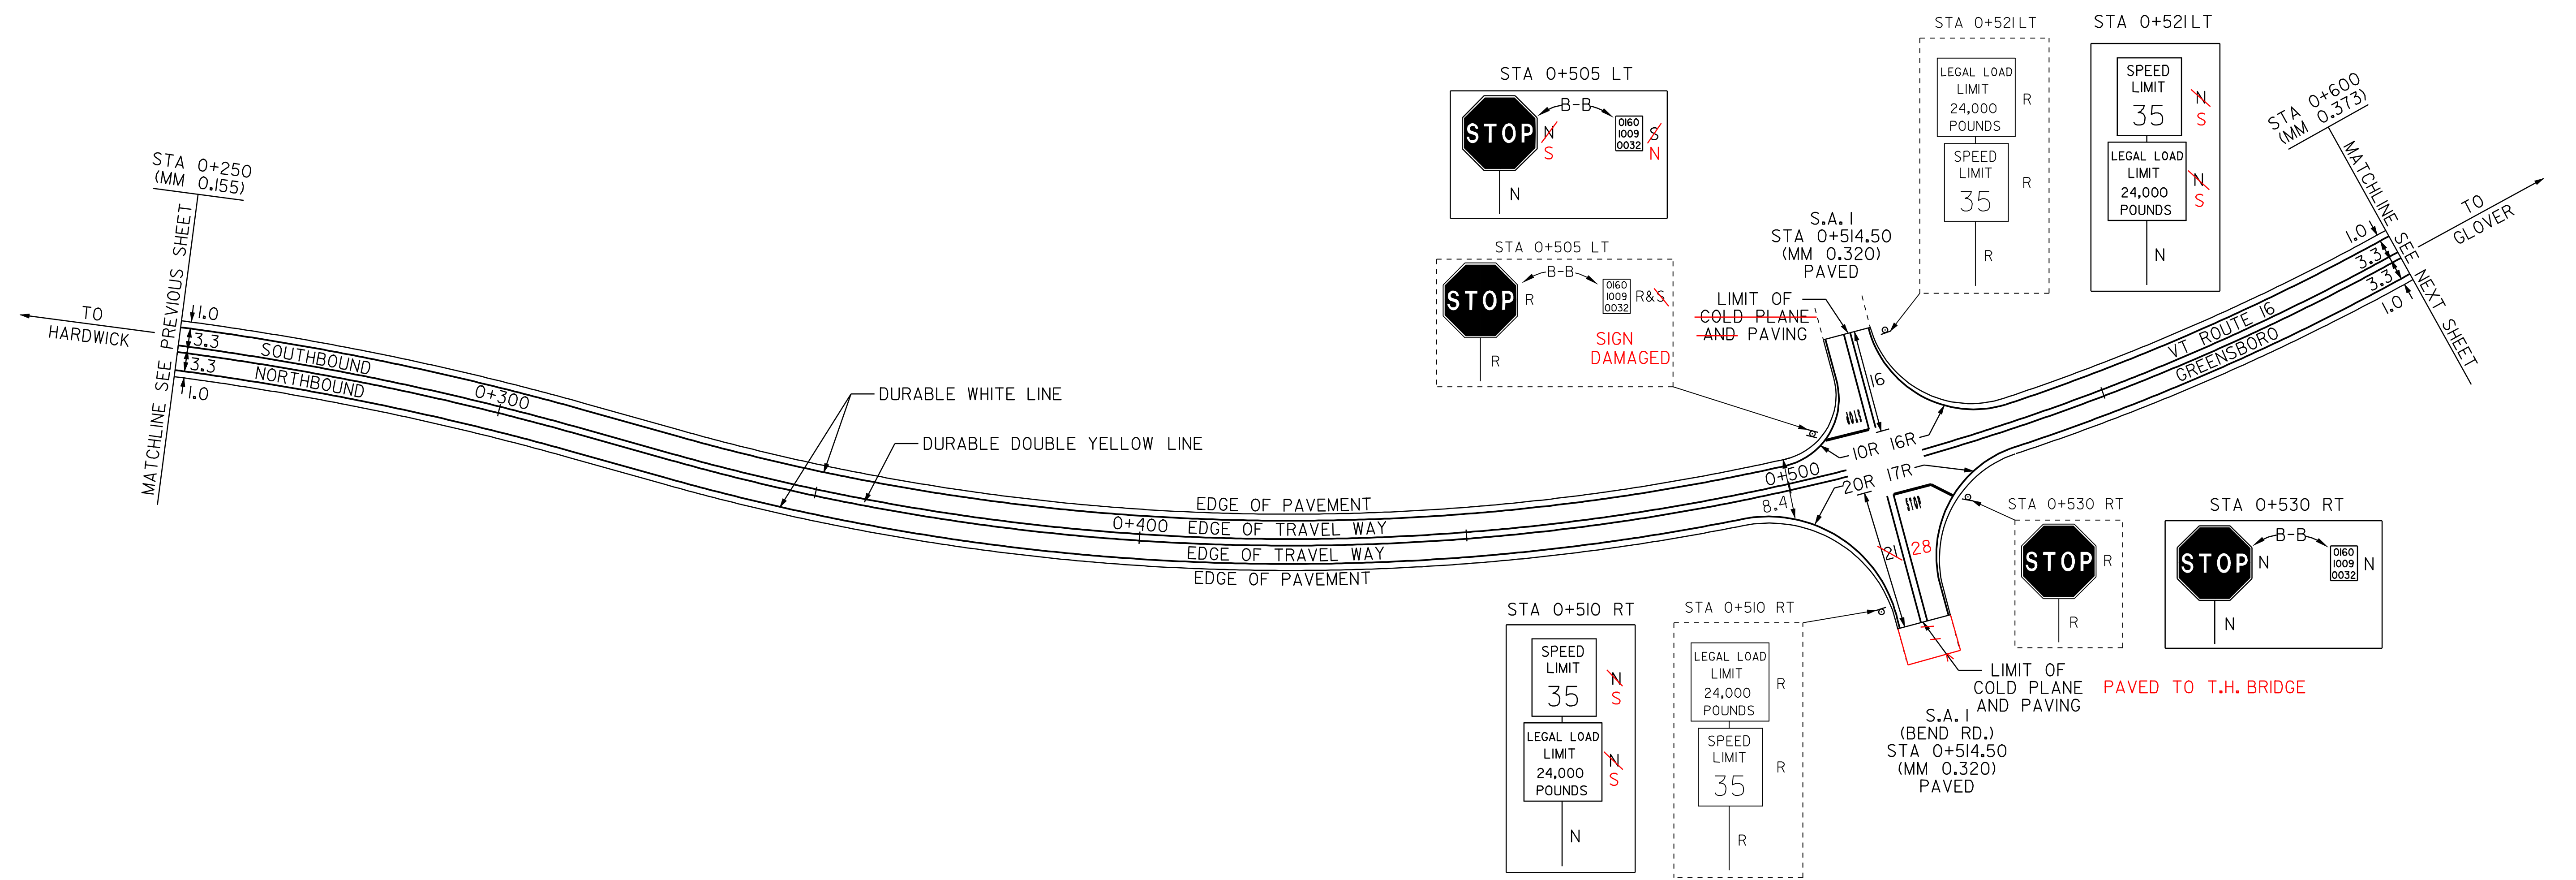 STA 0+250
(MM 0.155)
MATCHLINE SEE PREVIOUS SHEET
TO
HARDWICK
1.0
3.3
3.3
1.0
SOUTHBOUND
NORTHBOUND
0+300
DURABLE WHITE LINE
DURABLE DOUBLE YELLOW LINE
EDGE OF PAVEMENT
0+400 EDGE OF TRAVEL WAY
EDGE OF TRAVEL WAY
EDGE OF PAVEMENT
STA 0+505 LT
STOP
B-B
N
S
0160
1009
0032
S
N
N
STA 0+505 LT
STOP
R
B-B
0160
1009
0032
R&S
SIGN
DAMAGED
R
S.A. 1
STA 0+514.50
(MM 0.320)
PAVED
LIMIT OF
COLD PLANE
AND PAVING
STA 0+521LT
LEGAL LOAD
LIMIT
24,000
POUNDS
R
SPEED
LIMIT
35
R
R
STA 0+521LT
SPEED
LIMIT
35
N
S
LEGAL LOAD
LIMIT
24,000
POUNDS
N
S
N
STA 0+600
(MM 0.373)
MATCHLINE SEE NEXT SHEET
TO
GLOVER
1.0
3.3
3.3
1.0
VT ROUTE 16
GREENSBORO
16
STOP
10R 16R
0+500
20R 17R
8.4
STOP
21
28
STA 0+530 RT
STOP
R
R
STA 0+530 RT
STOP
N
B-B
0160
1009
0032
N
N
LIMIT OF
COLD PLANE
AND PAVING
PAVED TO T.H. BRIDGE
S.A. 1
(BEND RD.)
STA 0+514.50
(MM 0.320)
PAVED
STA 0+510 RT
SPEED
LIMIT
35
N
S
LEGAL LOAD
LIMIT
24,000
POUNDS
N
S
N
STA 0+510 RT
LEGAL LOAD
LIMIT
24,000
POUNDS
R
SPEED
LIMIT
35
R
R